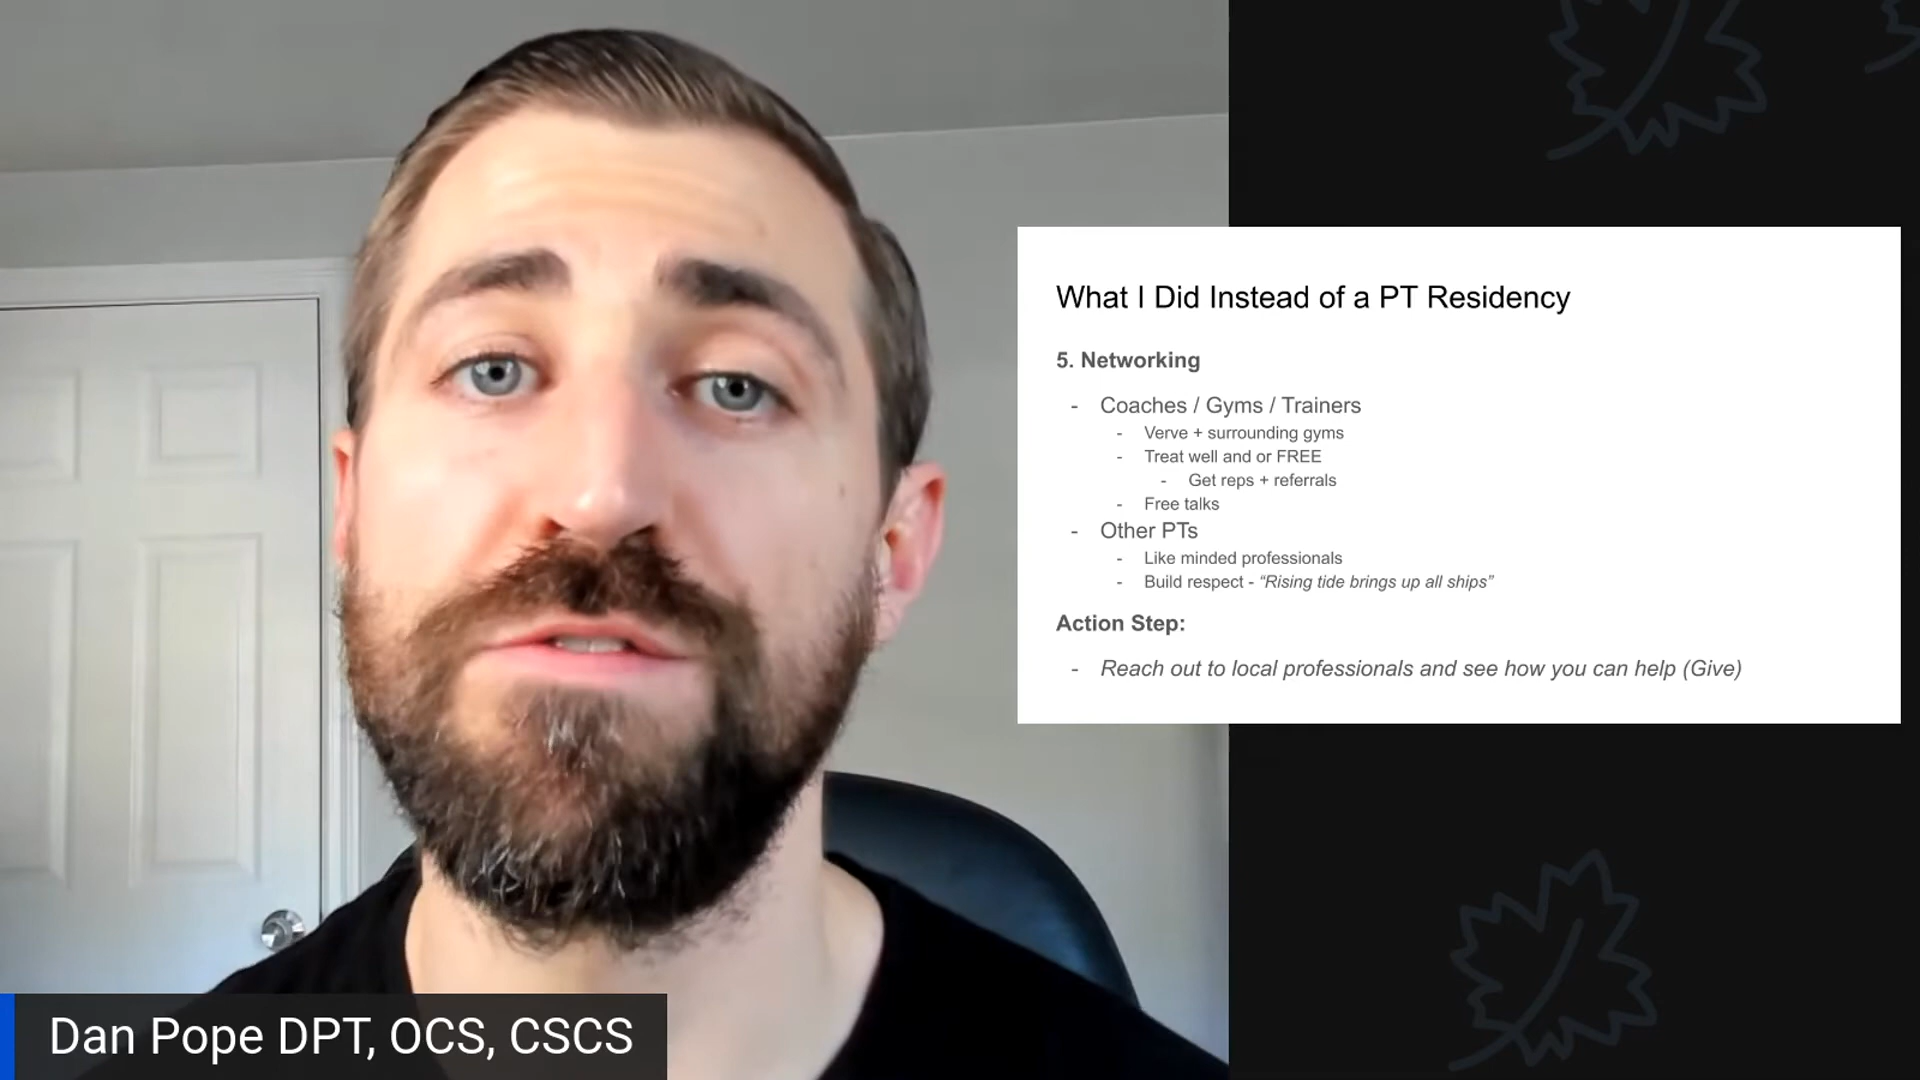 What I Did Instead of a PT Residency
5. Networking
- Coaches / Gyms / Trainers
- Verve + surrounding gyms
- Treat well and or FREE
- Get reps + referrals
- Free talks
- Other PTs
- Like minded professionals
- Build respect - “Rising tide brings up all ships”
Action Step:
- Reach out to local professionals and see how you can help (Give)
Dan Pope DPT, OCS, CSCS